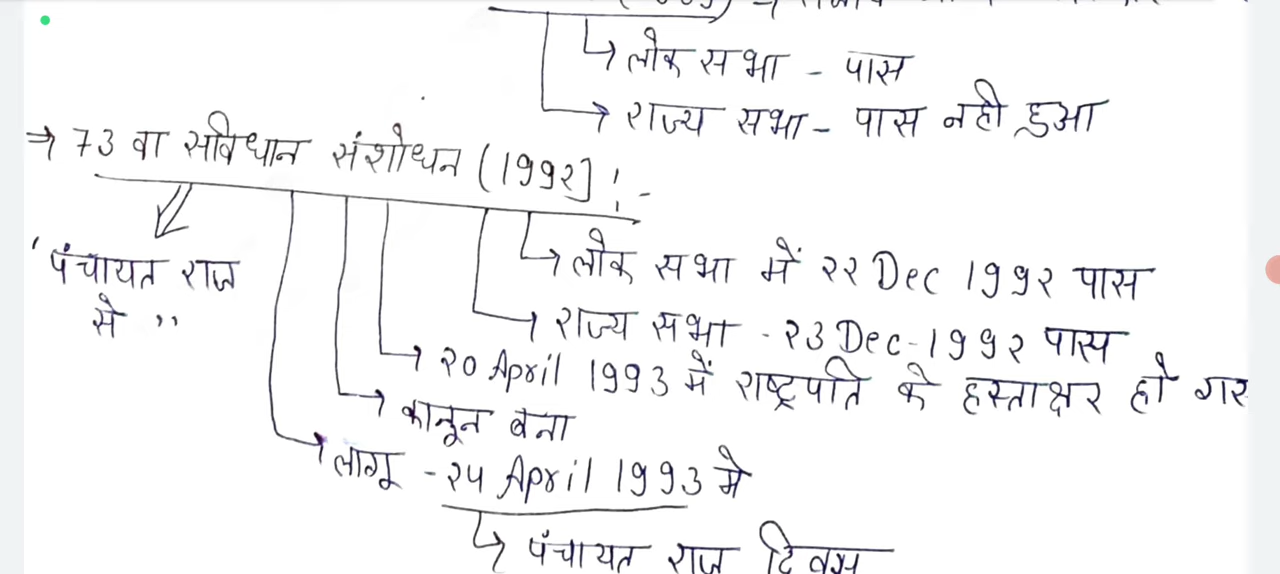 लोक सभा - पास
राज्य सभा - पास नही हुआ
⇒ 73 वा सविधान संशोधन (1992] :-
लोक सभा में 22 Dec 1992 पास
"पंचायत राज
से "
राज्य सभा - 23 Dec - 1992 पास
20 April 1993 में राष्ट्रपति के हस्ताक्षर हो गए
कानून बना
लागू - 24 April 1993 मे
पंचायत राज दिवस